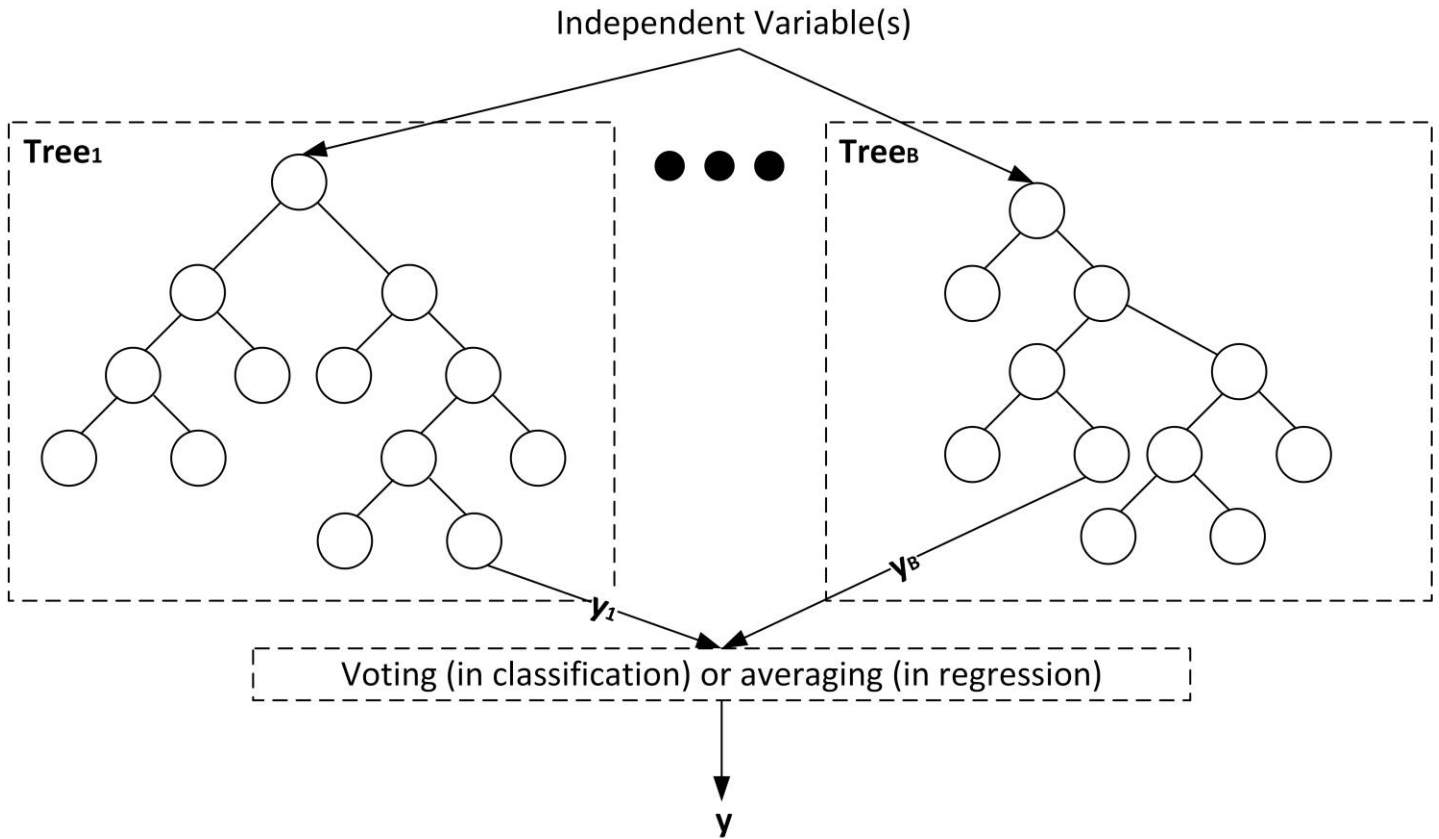 Independent Variable(s)
Tree1
TreeB
y1
yB
Voting (in classification) or averaging (in regression)
y